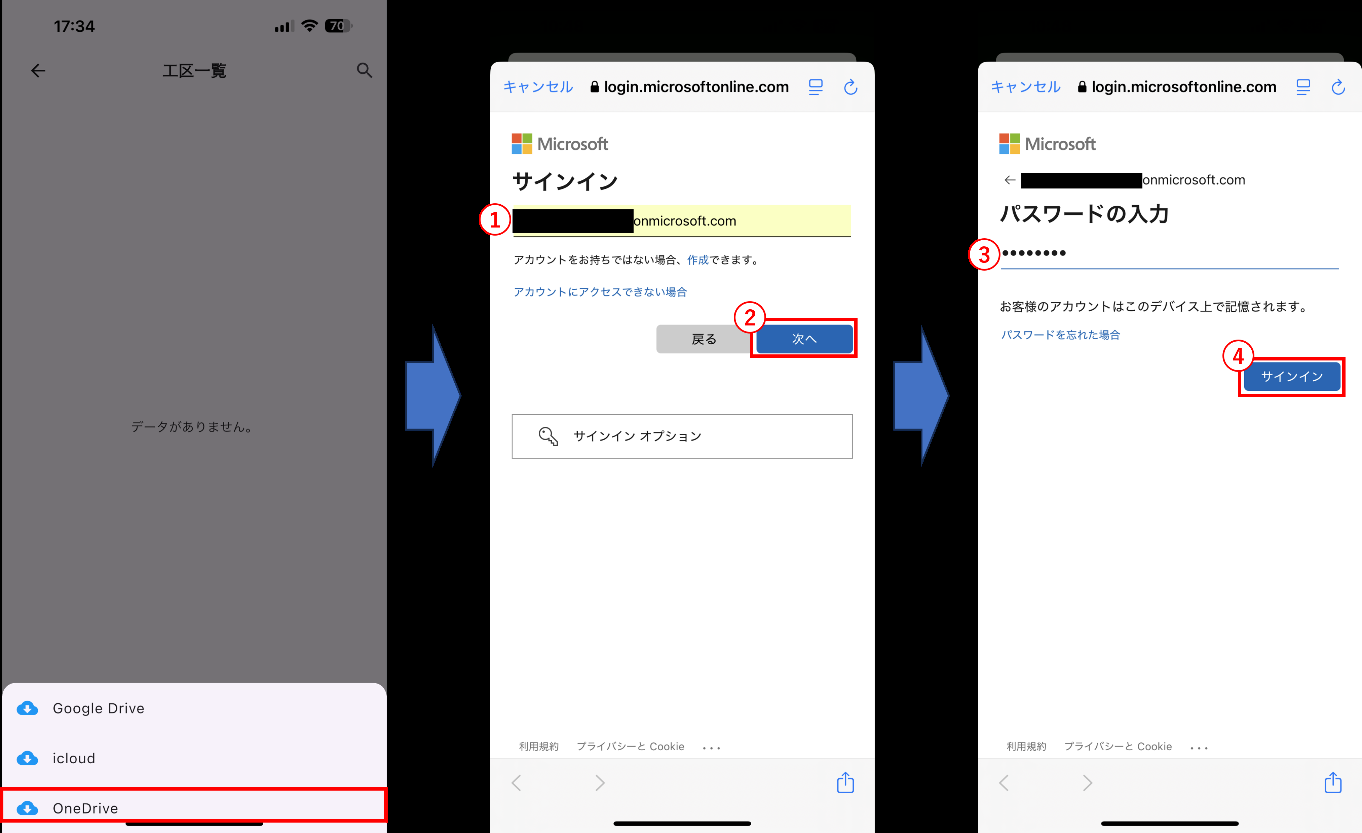 17:34
70
工区一覧
データがありません。
Google Drive
icloud
OneDrive
キャンセル login.microsoftonline.com
Microsoft
サインイン
① onmicrosoft.com
アカウントをお持ちではない場合、作成できます。
アカウントにアクセスできない場合
②
戻る 次へ
サインイン オプション
利用規約 プライバシーと Cookie ...
キャンセル login.microsoftonline.com
Microsoft
← onmicrosoft.com
パスワードの入力
③ ••••••••
お客様のアカウントはこのデバイス上で記憶されます。
パスワードを忘れた場合
④
サインイン
利用規約 プライバシーと Cookie ...